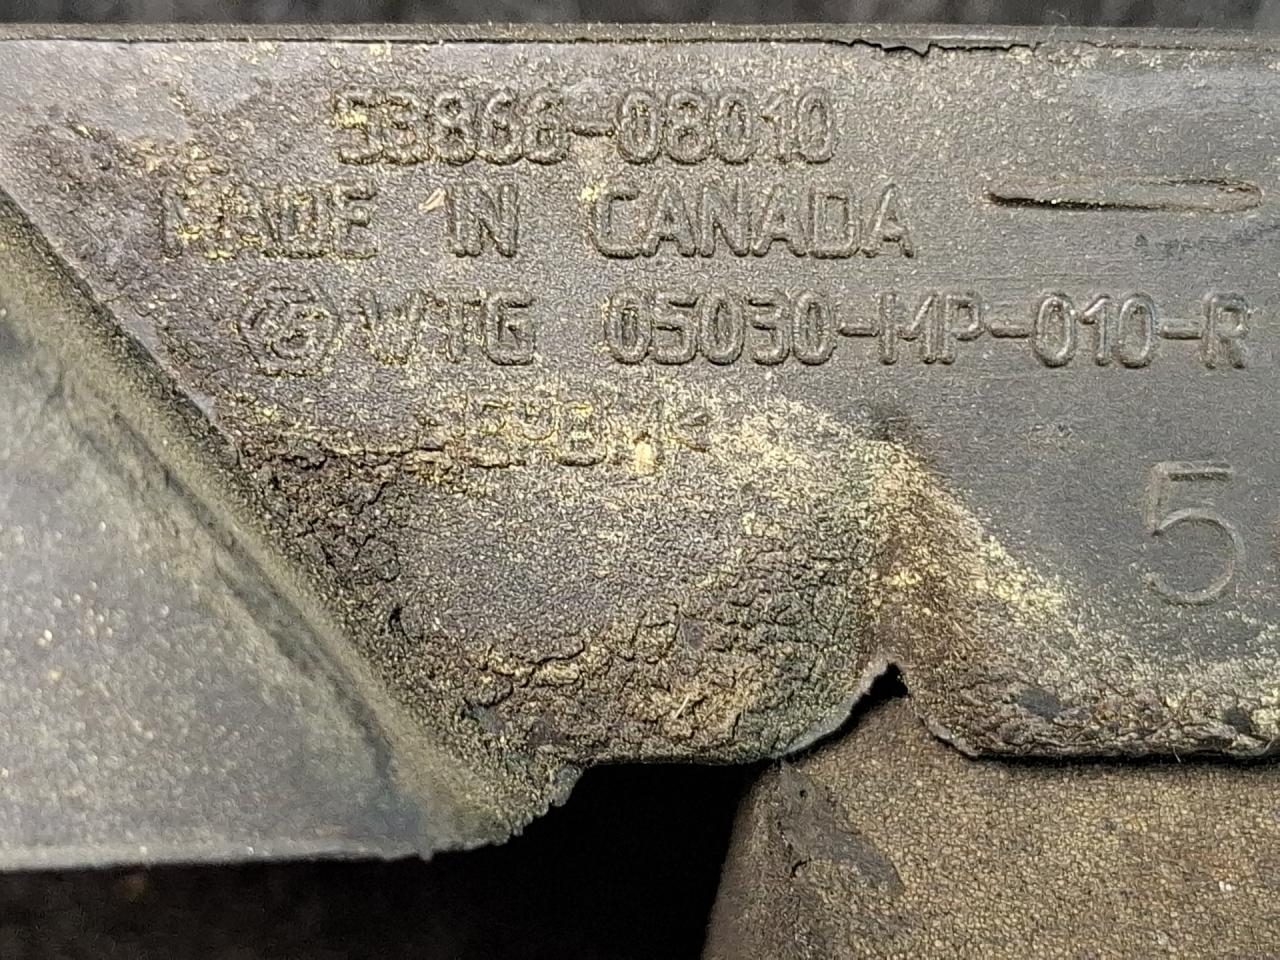 53866-08010
MADE IN CANADA
WTG 05030-MP-010-R
5